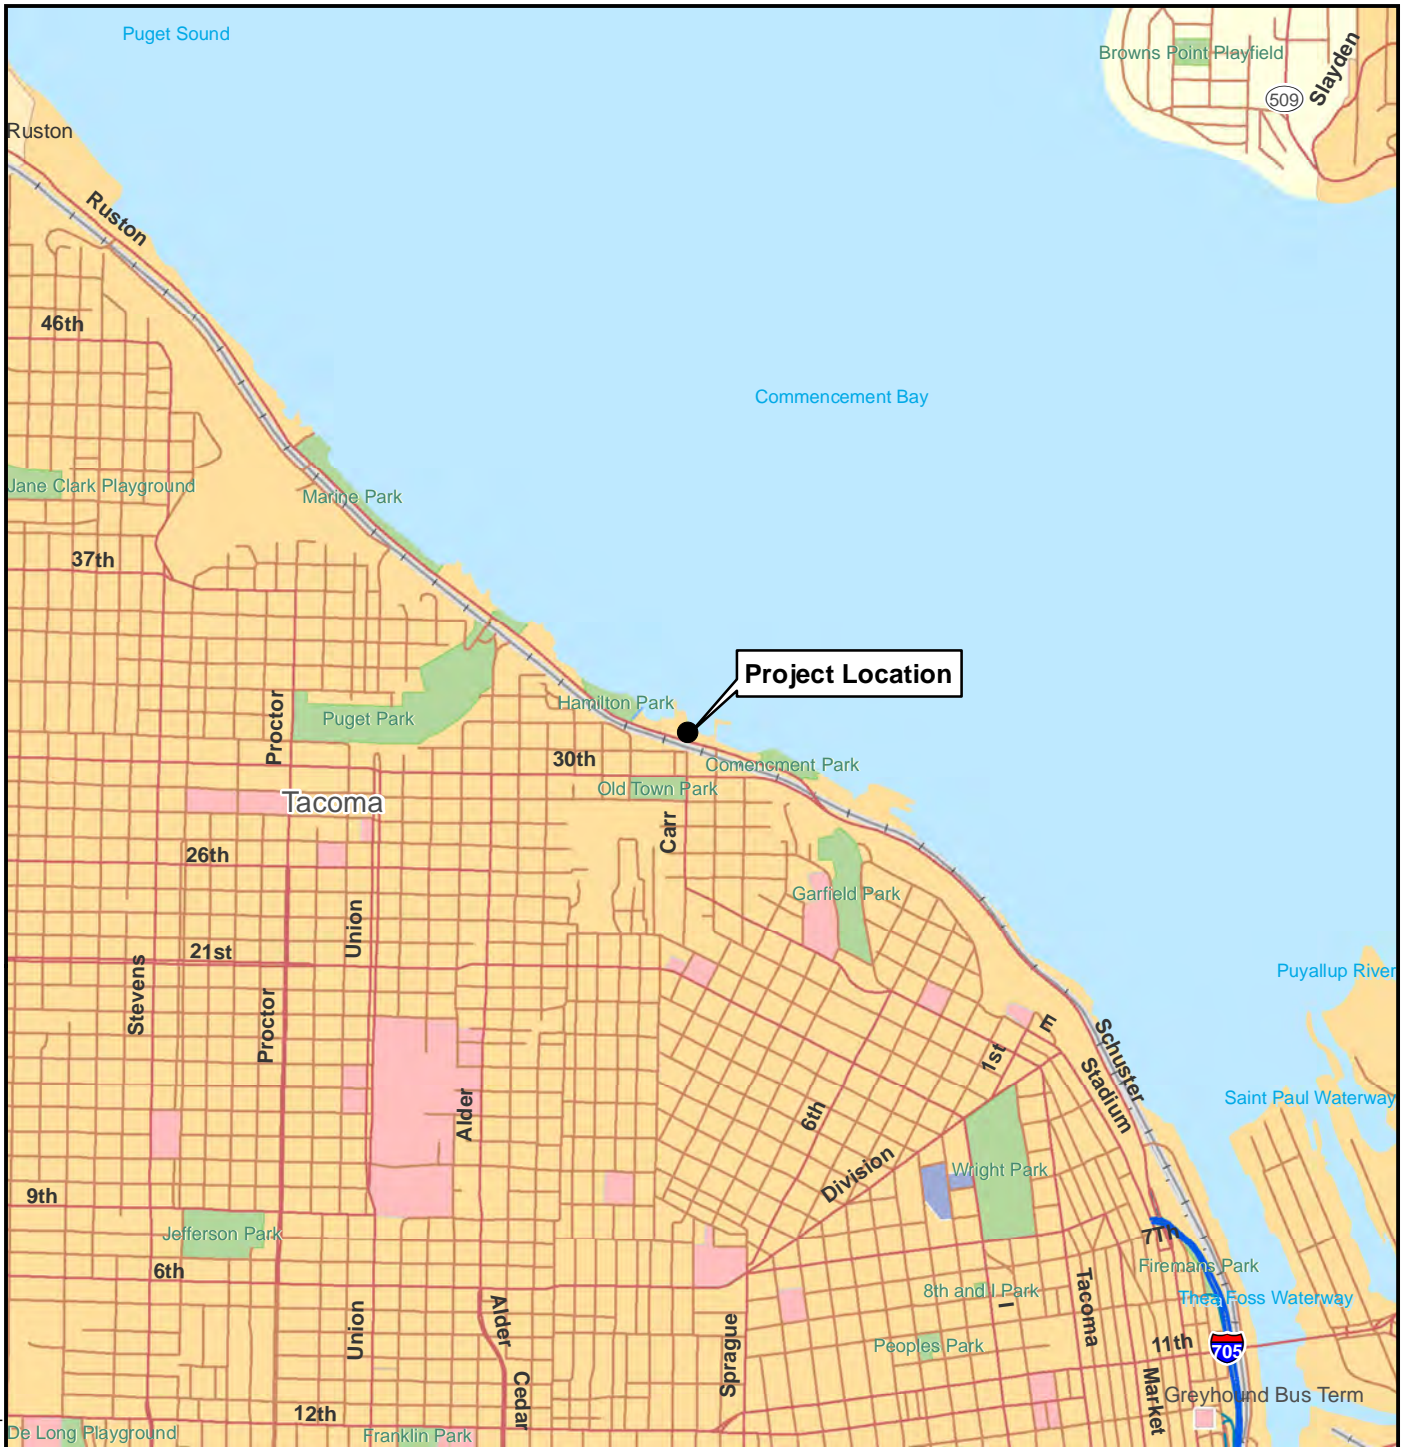 Puget Sound
Browns Point Playfield
Slayden
509
Ruston
Ruston
46th
Commencement Bay
Jane Clark Playground
Marine Park
37th
Project Location
Hamilton Park
Puget Park
Proctor
30th
Comencment Park
Old Town Park
Tacoma
Carr
26th
Garfield Park
Union
21st
Stevens
Puyallup River
Proctor
E
Schuster
1st
Stadium
Saint Paul Waterway
Alder
6th
Division
Wright Park
9th
Jefferson Park
7Th
Firemans Park
6th
8th and I Park
I
Tacoma
Thea Foss Waterway
Alder
Union
Sprague
Peoples Park
11th
705
Cedar
Market
Greyhound Bus Term
12th
De Long Playground
Franklin Park